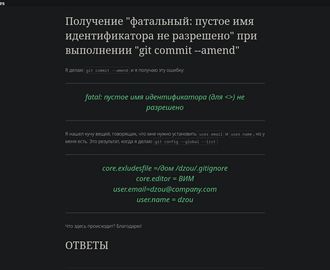 Получение "фатальный: пустое имя
идентификатора не разрешено" при
выполнении "git commit --amend"
Я делаю git commit --amend и я получаю эту ошибку:
fatal: пустое имя идентификатора (для <>) не
разрешено
Я нашел кучу вещей, говорящих, что мне нужно установить user.email и user.name, но у
меня есть. Это результат, когда я делаю git config --global --list:
core.exludesfile =/дом /dzou/.gitignore
core.editor = ВИМ
user.email=dzou@company.com
user.name = dzou
Что здесь происходит? Благодарю!
ОТВЕТЫ